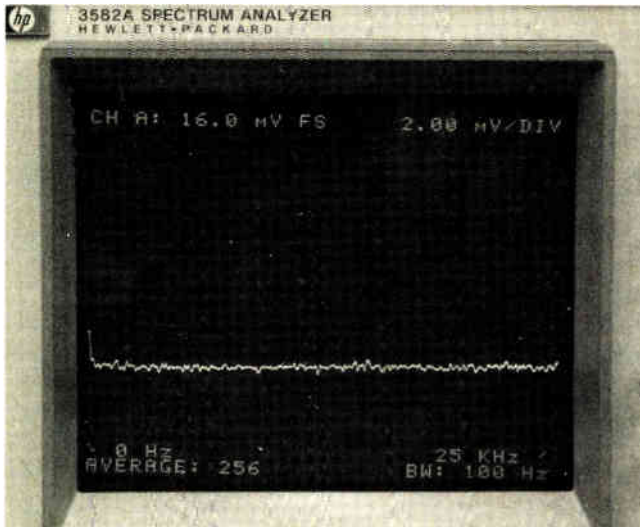 hp
3582A SPECTRUM ANALYZER
HEWLETT • PACKARD
CH A: 16.0 mV FS 2.00 mV/DIV
0 Hz 25 KHz
AVERAGE: 256 BW: 100 Hz